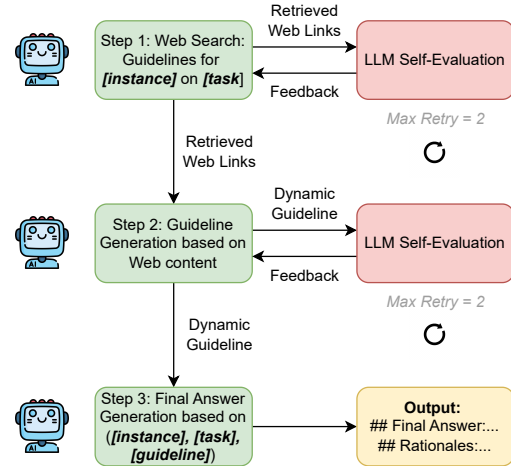 Step 1: Web Search:
Guidelines for
[instance] on [task]
Retrieved
Web Links
Feedback
LLM Self-Evaluation
Max Retry = 2
AI
Retrieved
Web Links
Step 2: Guideline
Generation based on
Web content
Dynamic
Guideline
Feedback
LLM Self-Evaluation
Max Retry = 2
AI
Dynamic
Guideline
Step 3: Final Answer
Generation based on
([instance], [task],
[guideline])
Output:
## Final Answer:...
## Rationales:...
AI